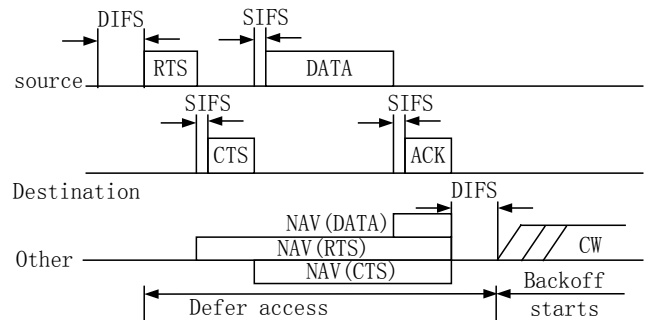 DIFS
SIFS
RTS
DATA
source
SIFS
SIFS
CTS
ACK
Destination
DIFS
NAV(DATA)
NAV(RTS)
CW
Other
NAV(CTS)
Backoff
Defer access
starts